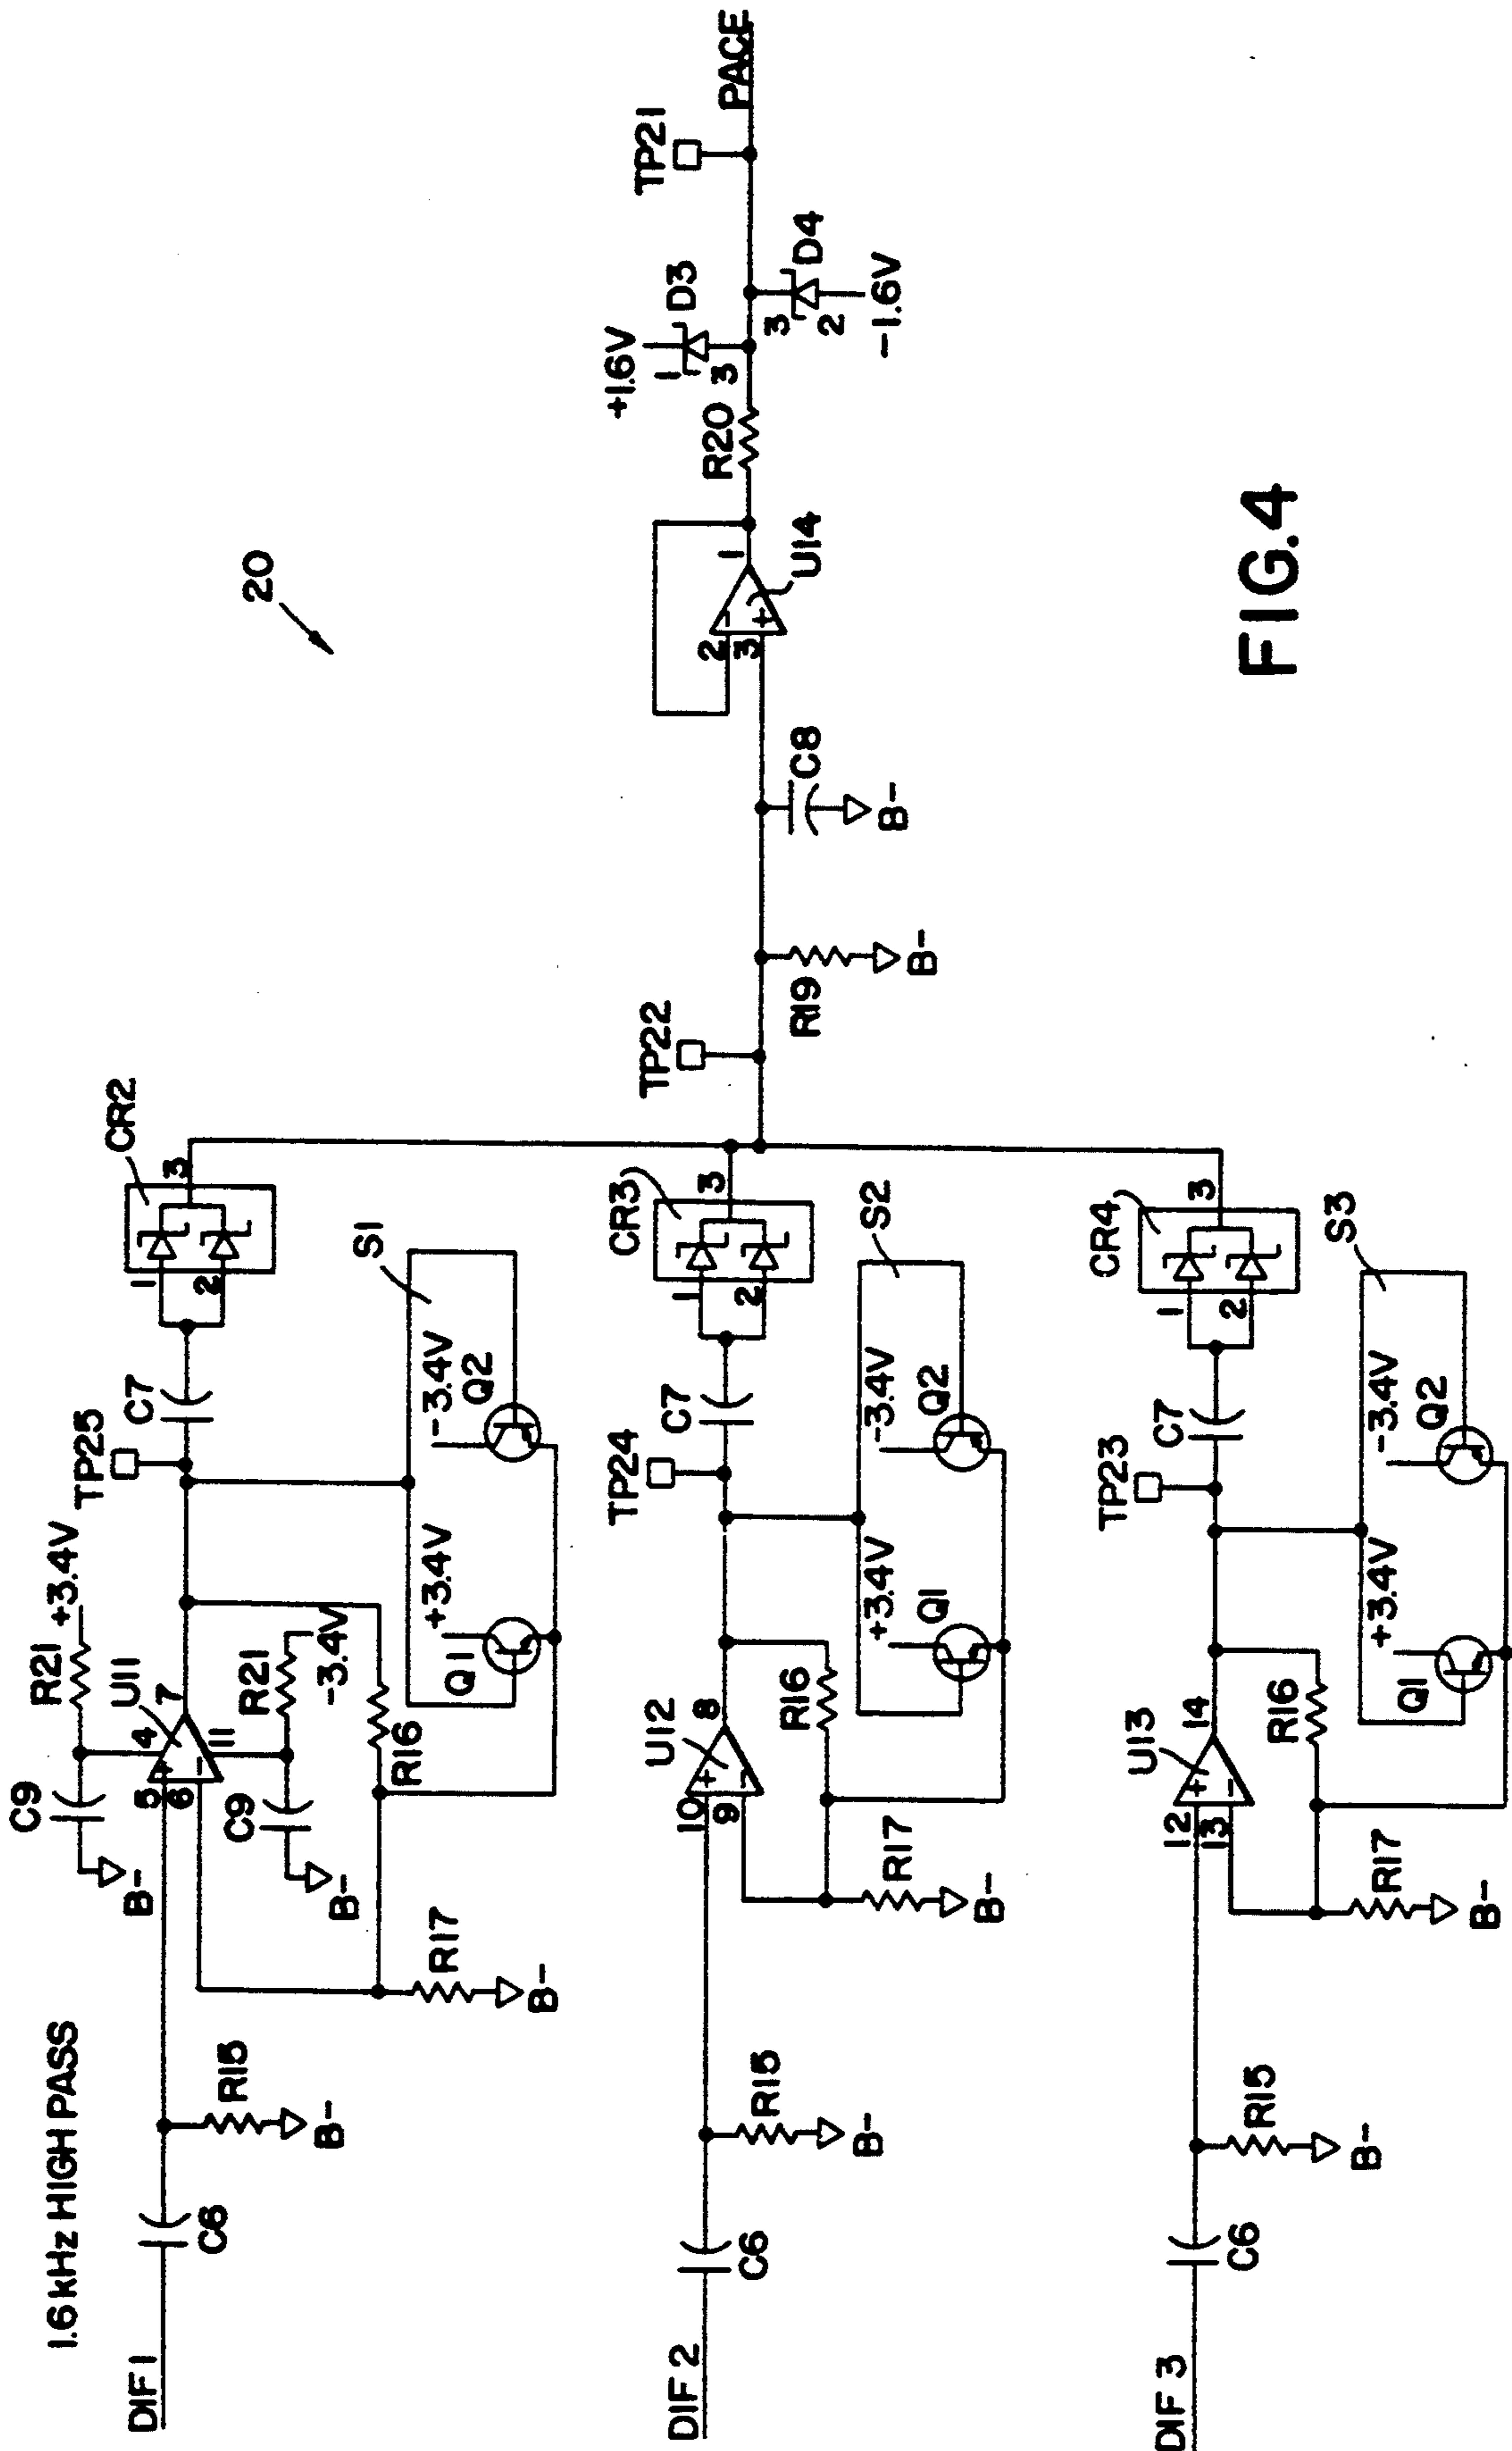 1.6 kHz HIGH PASS
DIF 1
C6
R15
B-
C9
B-
R21
+3.4V
4
5
+
6
-
7
U11
11
C9
B-
R21
-3.4V
R16
R17
B-
TP25
C7
S1
+3.4V
Q1
-3.4V
Q2
CR2
1
2
3
DIF 2
C6
R15
B-
10
+
9
-
8
U12
R16
R17
B-
TP24
C7
S2
+3.4V
Q1
-3.4V
Q2
CR3
1
2
3
DIF 3
C6
R15
B-
12
+
13
-
14
U13
R16
R17
B-
TP23
C7
S3
+3.4V
Q1
-3.4V
Q2
CR4
1
2
3
TP22
R19
B-
C8
B-
2
-
3
+
1
U14
R20
+1.6V
1
D3
3
3
D4
2
-1.6V
TP21
PACE
20
FIG.4